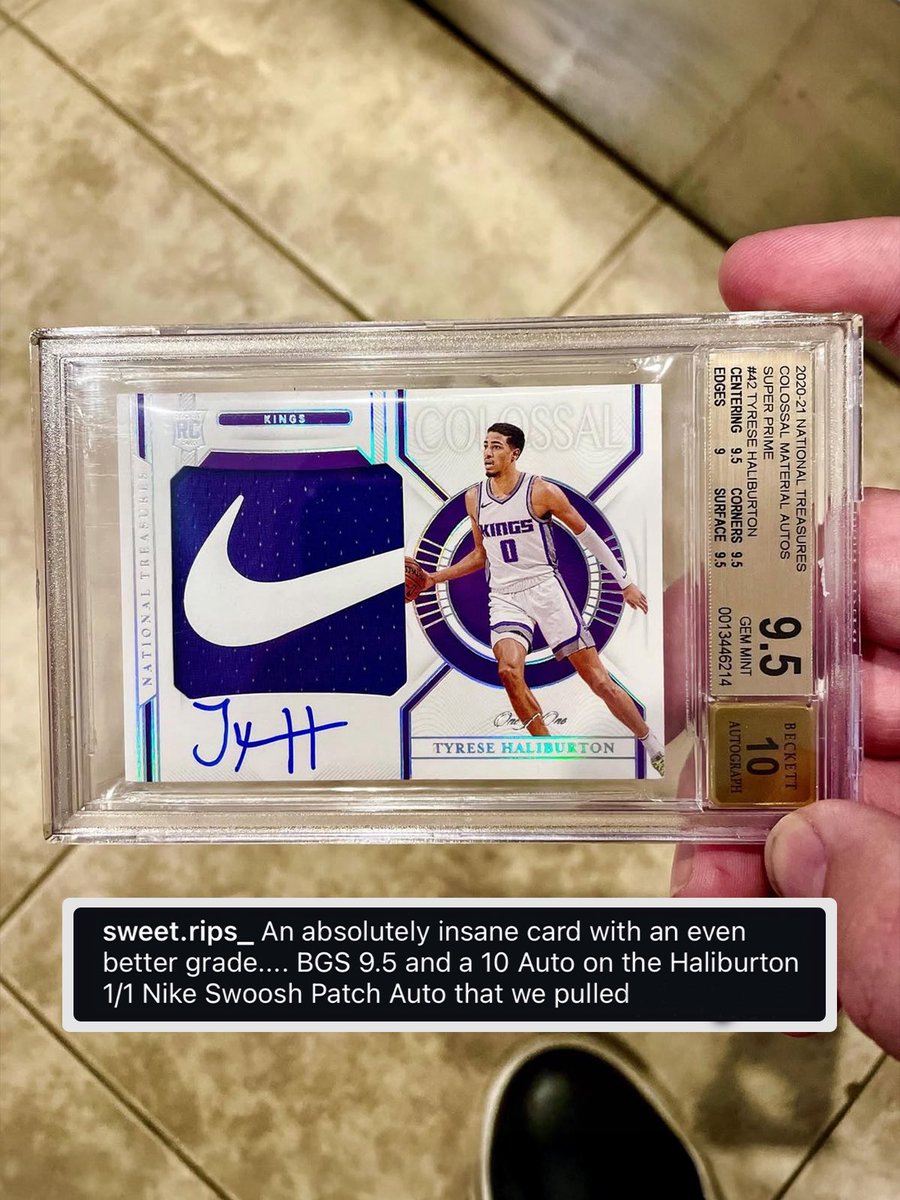 RC
KINGS
COLOSSAL
NATIONAL TREASURES
KINGS
0
One of One
TYRESE HALIBURTON
2020-21 NATIONAL TREASURES
COLOSSAL MATERIAL AUTOS
SUPER PRIME
#42 TYRESE HALIBURTON
CENTERING 9.5 CORNERS 9.5
EDGES 9 SURFACE 9.5
9.5
GEM MINT
0013446214
BECKETT
10
AUTOGRAPH
sweet.rips_ An absolutely insane card with an even
better grade.... BGS 9.5 and a 10 Auto on the Haliburton
1/1 Nike Swoosh Patch Auto that we pulled